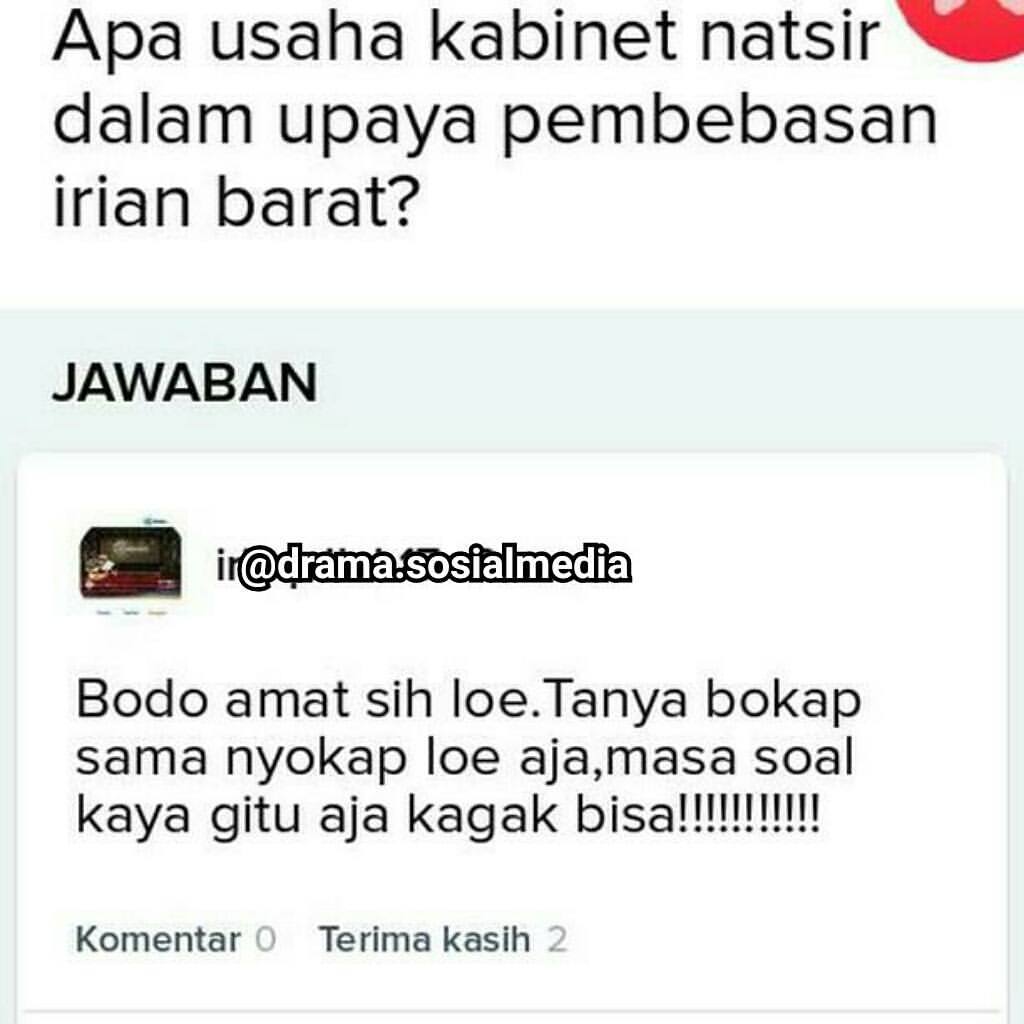 Apa usaha kabinet natsir
dalam upaya pembebasan
irian barat?
JAWABAN
@drama.sosialmedia
Bodo amat sih loe.Tanya bokap
sama nyokap loe aja,masa soal
kaya gitu aja kagak bisa!!!!!!!!!!!
Komentar 0 Terima kasih 2